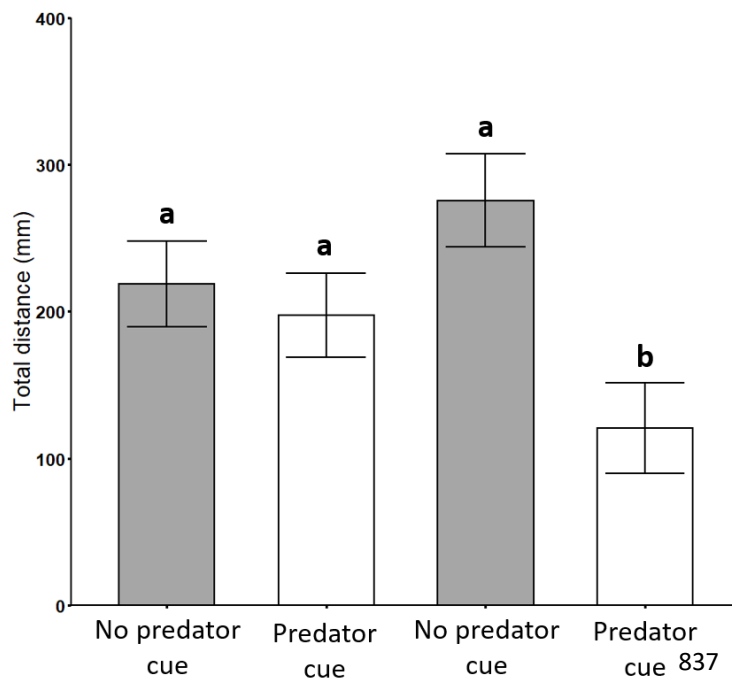 400
a
300
a
a
Total distance (mm)
200
b
100
0
No predator cue
Predator cue
No predator cue
Predator cue
837